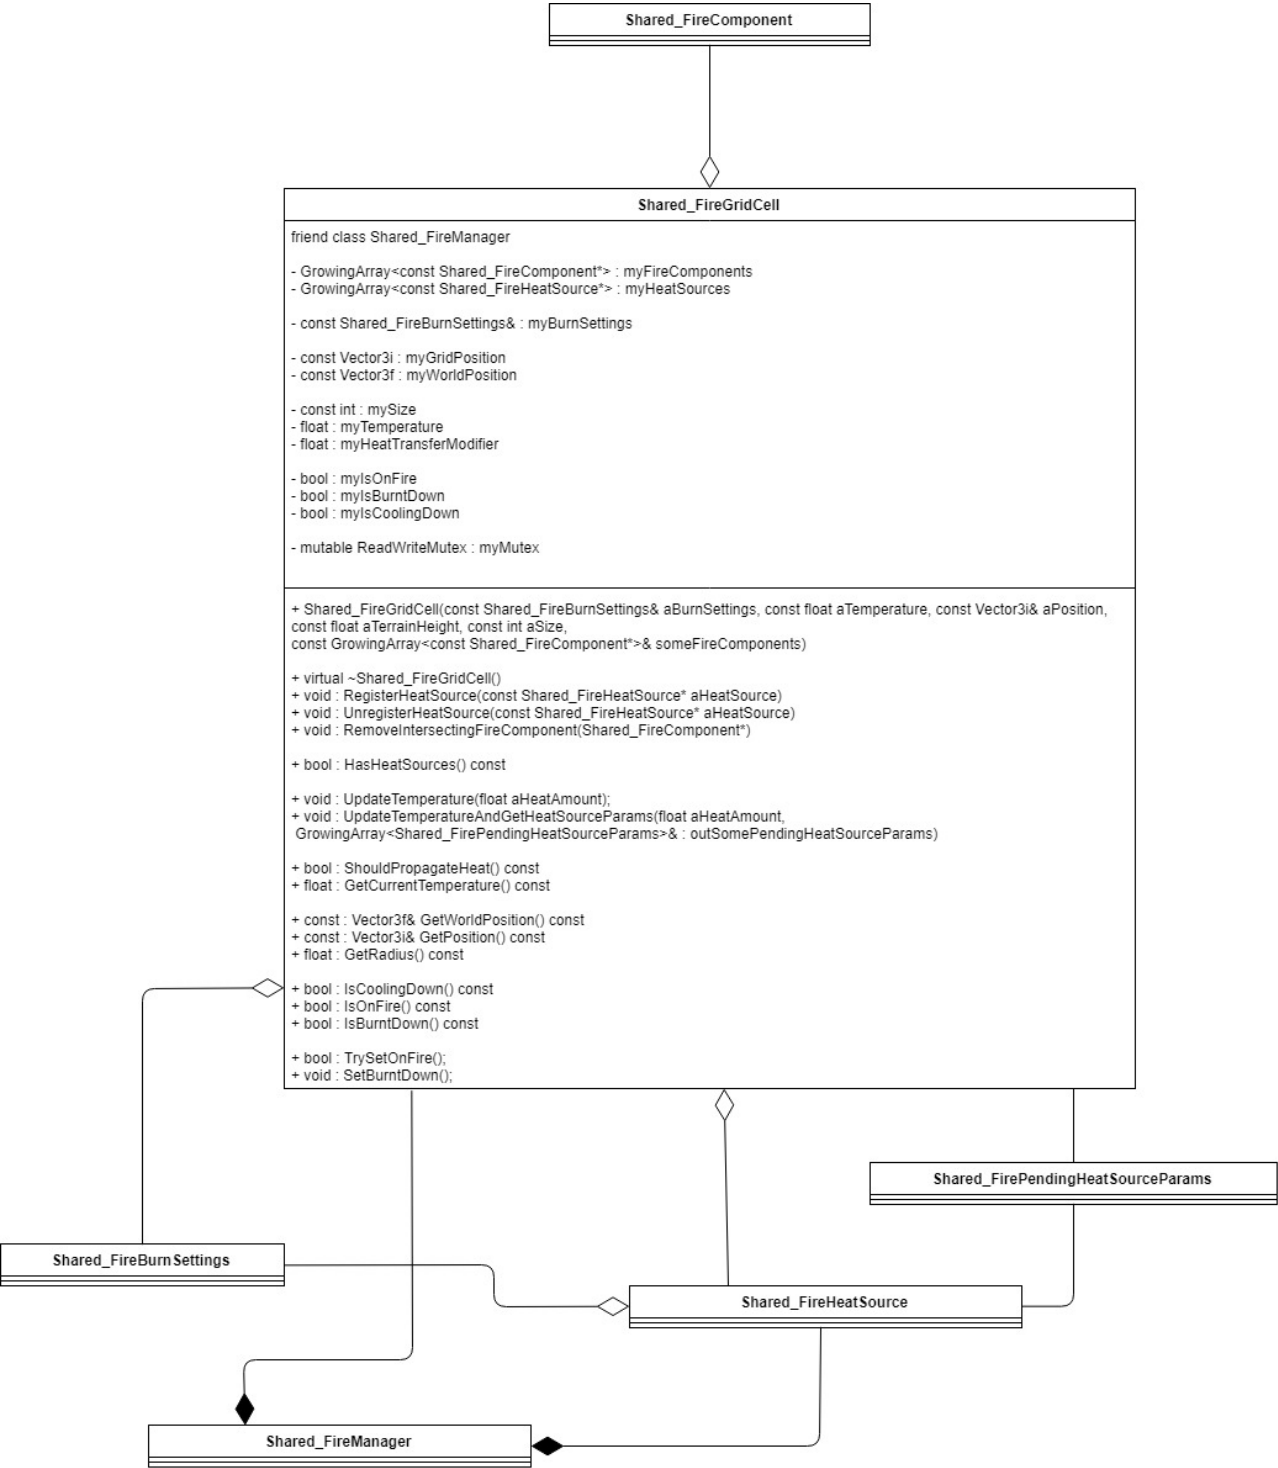 Shared_FireComponent
Shared_FireGridCell
friend class Shared_FireManager
- GrowingArray<const Shared_FireComponent*> : myFireComponents
- GrowingArray<const Shared_FireHeatSource*> : myHeatSources
- const Shared_FireBurnSettings& : myBurnSettings
- const Vector3i : myGridPosition
- const Vector3f : myWorldPosition
- const int : mySize
- float : myTemperature
- float : myHeatTransferModifier
- bool : myIsOnFire
- bool : myIsBurntDown
- bool : myIsCoolingDown
- mutable ReadWriteMutex : myMutex
+ Shared_FireGridCell(const Shared_FireBurnSettings& aBurnSettings, const float aTemperature, const Vector3i& aPosition,
const float aTerrainHeight, const int aSize,
const GrowingArray<const Shared_FireComponent*>& someFireComponents)
+ virtual ~Shared_FireGridCell()
+ void : RegisterHeatSource(const Shared_FireHeatSource* aHeatSource)
+ void : UnregisterHeatSource(const Shared_FireHeatSource* aHeatSource)
+ void : RemoveIntersectingFireComponent(Shared_FireComponent*)
+ bool : HasHeatSources() const
+ void : UpdateTemperature(float aHeatAmount);
+ void : UpdateTemperatureAndGetHeatSourceParams(float aHeatAmount,
GrowingArray<Shared_FirePendingHeatSourceParams>& : outSomePendingHeatSourceParams)
+ bool : ShouldPropagateHeat() const
+ float : GetCurrentTemperature() const
+ const : Vector3f& GetWorldPosition() const
+ const : Vector3i& GetPosition() const
+ float : GetRadius() const
+ bool : IsCoolingDown() const
+ bool : IsOnFire() const
+ bool : IsBurntDown() const
+ bool : TrySetOnFire();
+ void : SetBurntDown();
Shared_FirePendingHeatSourceParams
Shared_FireBurnSettings
Shared_FireHeatSource
Shared_FireManager